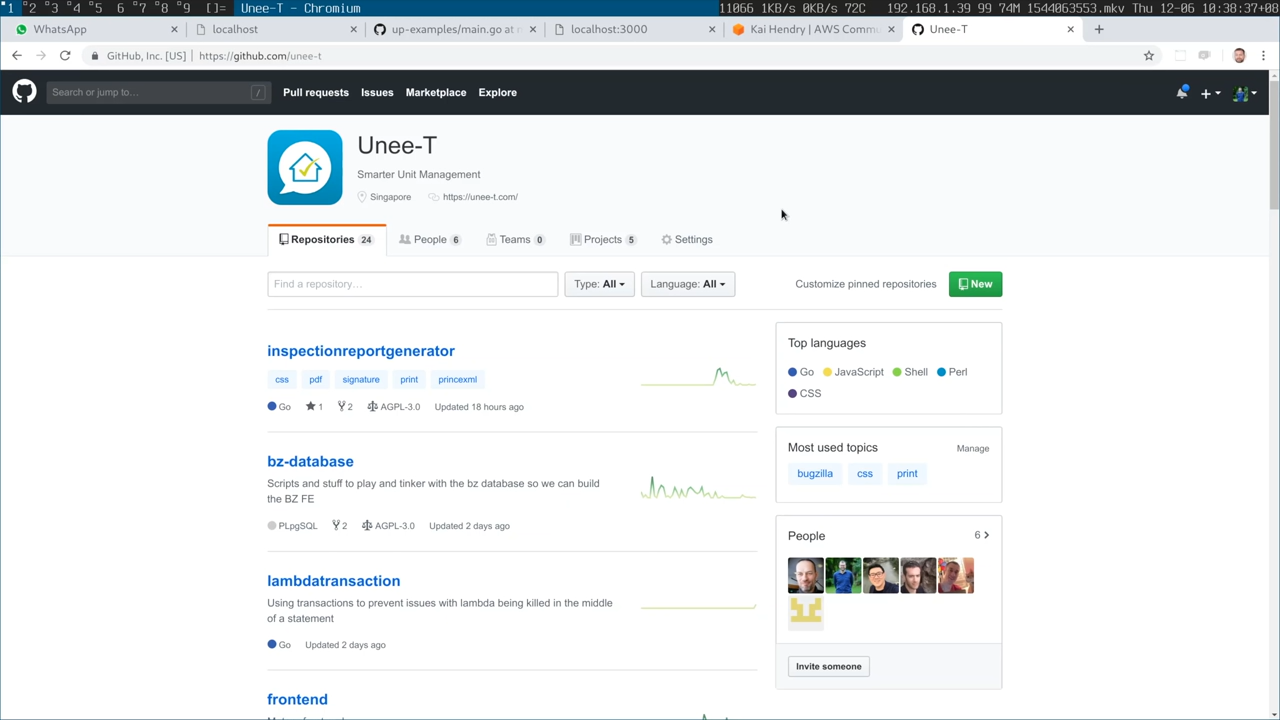 1 2 3 4 5 6 7 8 9 []= Unee-T - Chromium 11066 1KB/s 0KB/s 72C 192.168.1.39 99 74M 1544063553.mkv Thu 12-06 10:38:37+08
WhatsApp localhost up-examples/main.go at localhost:3000 Kai Hendry | AWS Commu Unee-T
GitHub, Inc. [US] | https://github.com/unee-t
Search or jump to… / Pull requests Issues Marketplace Explore
Unee-T
Smarter Unit Management
Singapore https://unee-t.com/
Repositories 24 People 6 Teams 0 Projects 5 Settings
Find a repository… Type: All Language: All Customize pinned repositories New
inspectionreportgenerator
css pdf signature print princexml
Go 1 2 AGPL-3.0 Updated 18 hours ago
bz-database
Scripts and stuff to play and tinker with the bz database so we can build
the BZ FE
PLpgSQL 2 AGPL-3.0 Updated 2 days ago
lambdatransaction
Using transactions to prevent issues with lambda being killed in the middle
of a statement
Go Updated 2 days ago
frontend
Top languages
Go JavaScript Shell Perl
CSS
Most used topics Manage
bugzilla css print
People 6
Invite someone